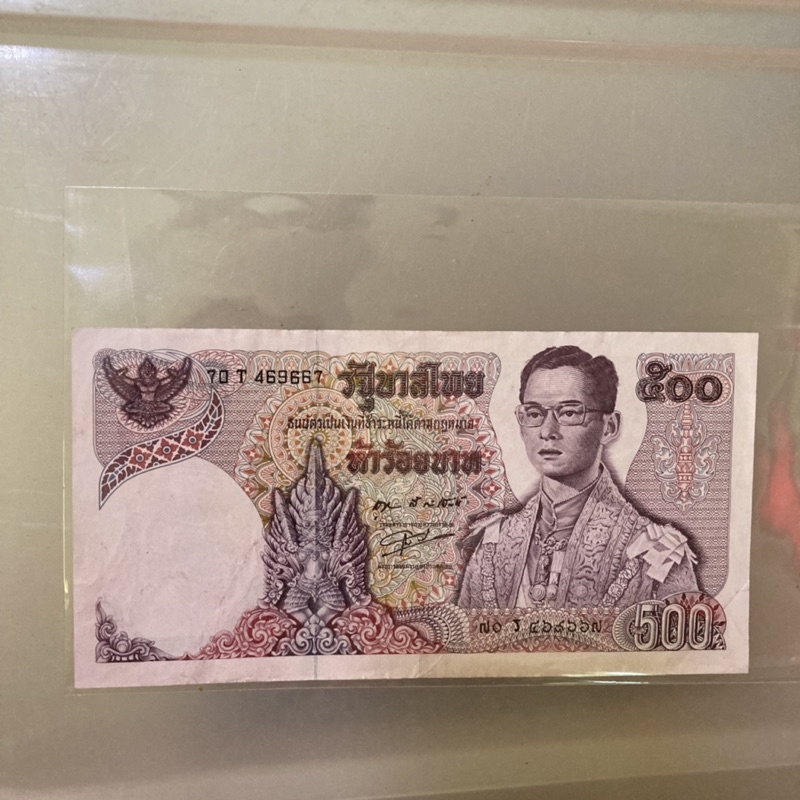 70 T 469667
รัฐบาลไทย
๕๐๐
ธนบัตรเป็นเงินที่ชำระหนี้ได้ตามกฎหมาย
ห้าร้อยบาท
๗๐ T ๔๖๙๖๖๗
500